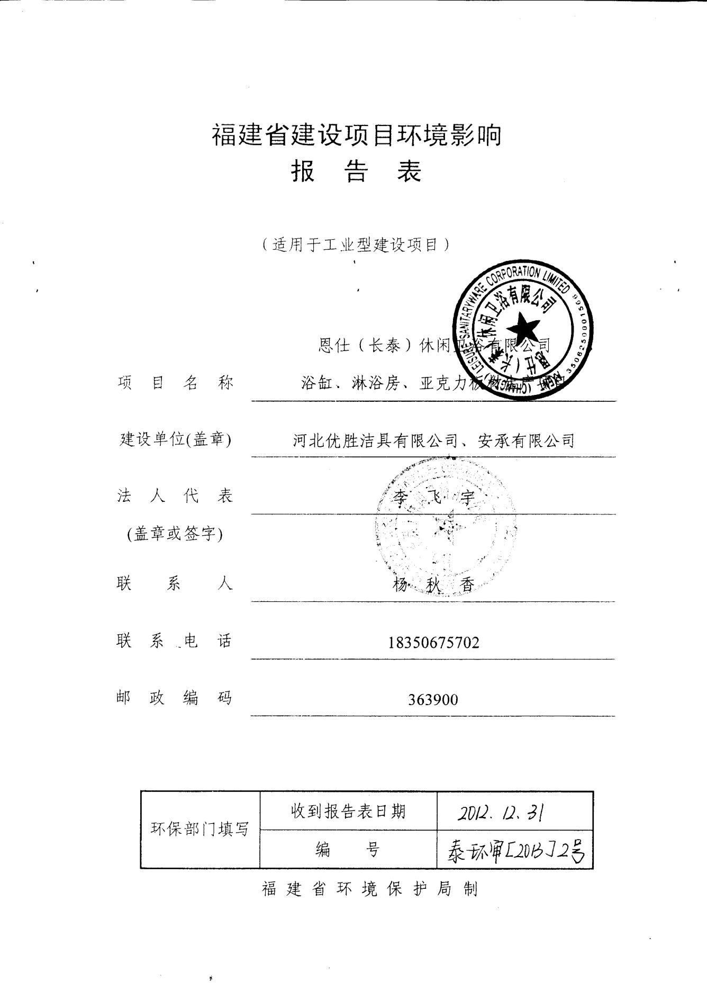 福建省建设项目环境影响
报 告 表
（适用于工业型建设项目）
恩仕（长泰）休闲卫浴有限公司
项 目 名 称 浴缸、淋浴房、亚克力板材生产项目
建设单位(盖章) 河北优胜洁具有限公司、安承有限公司
法 人 代 表 李 飞 宇
(盖章或签字)
联 系 人 杨 秋 香
联 系 电 话 18350675702
邮 政 编 码 363900
LEISURE SANITARYWARE CORPORATION LIMITED
恩仕（长泰）休闲卫浴有限公司
环保部门填写
收到报告表日期 2012.12.31
编 号 泰环审[2013]2号
福 建 省 环 境 保 护 局 制